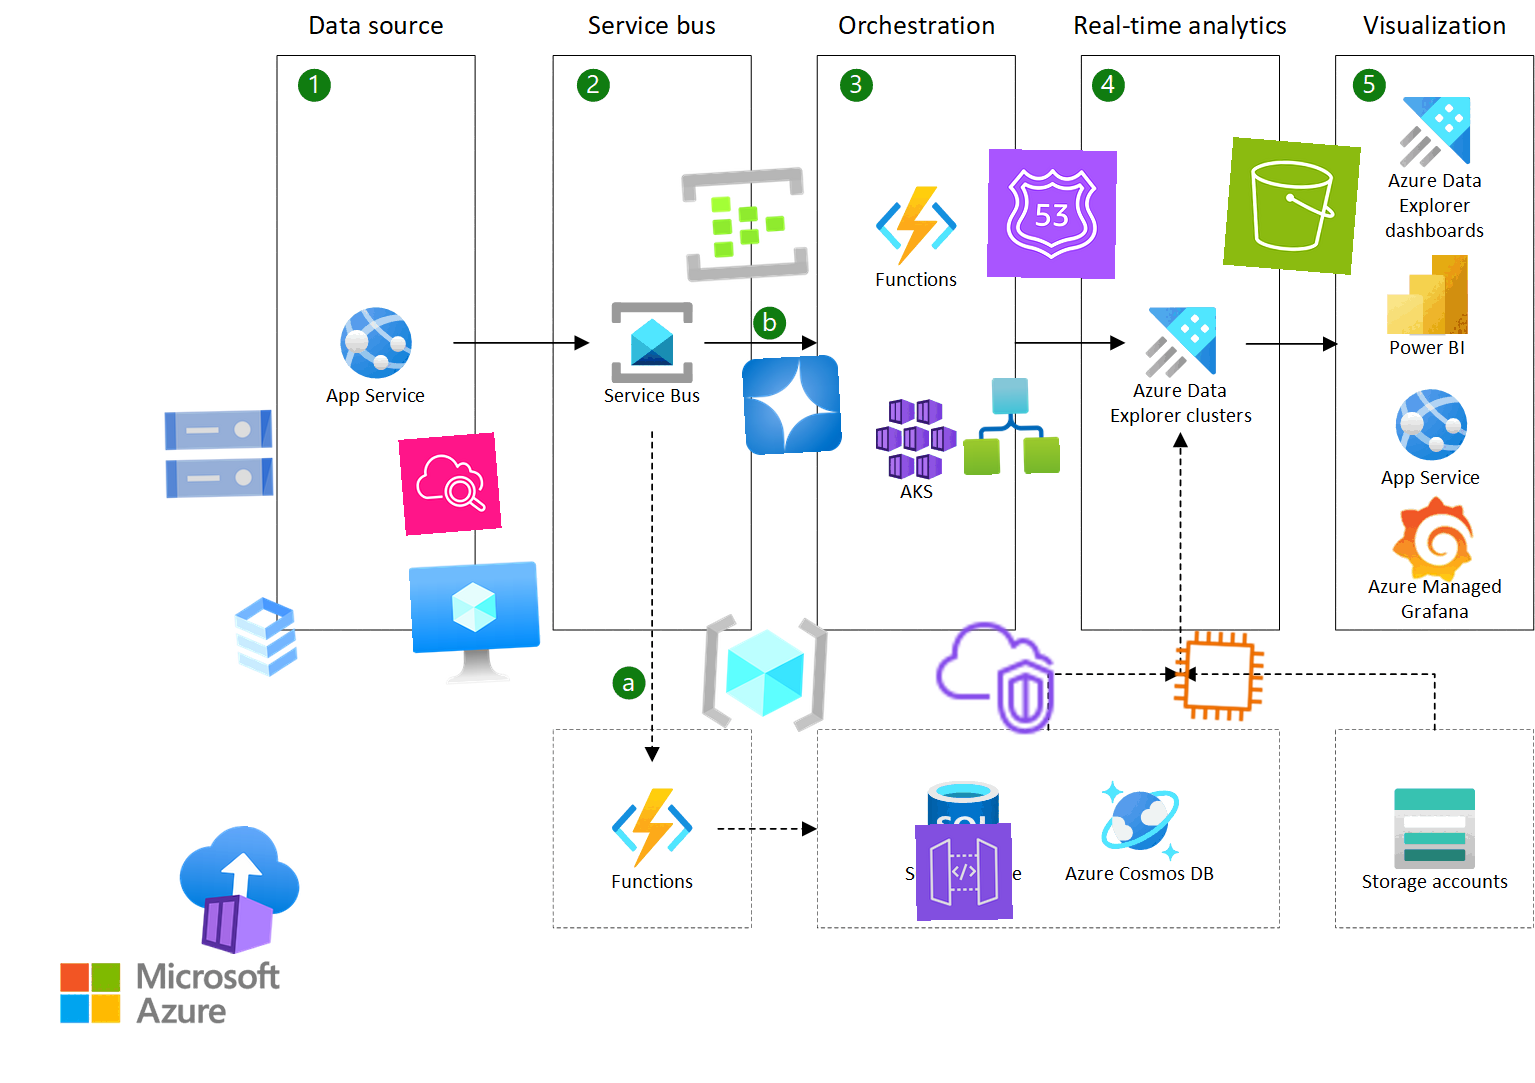 Data source
Service bus
Orchestration
Real-time analytics
Visualization
1
2
3
4
5
Azure Data
Explorer
dashboards
53
Functions
b
Power BI
App Service
Service Bus
Azure Data
Explorer clusters
App Service
AKS
Azure Managed
Grafana
a
</>
Functions
Azure Cosmos DB
Storage accounts
Microsoft
Azure